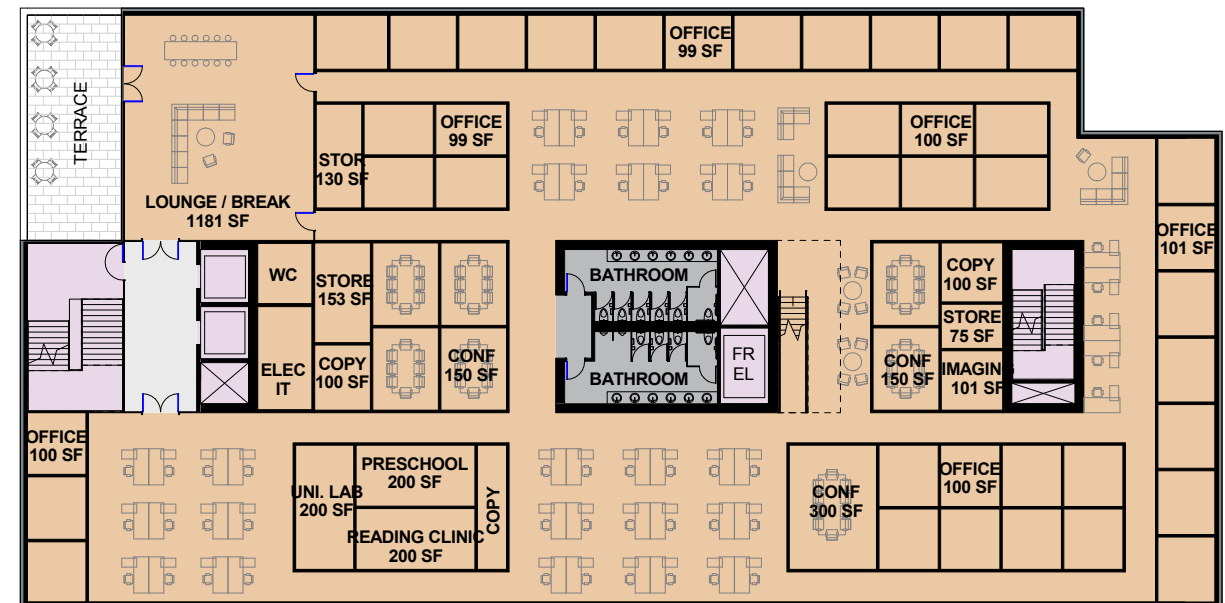 OFFICE
99 SF
TERRACE
OFFICE
99 SF
OFFICE
100 SF
STOR
130 SF
LOUNGE / BREAK
1181 SF
OFFICE
101 SF
WC
STORE
153 SF
BATHROOM
COPY
100 SF
STORE
75 SF
ELEC
IT
COPY
100 SF
CONF
150 SF
FR
EL
BATHROOM
CONF
150 SF
IMAGIN
101 SF
OFFICE
100 SF
UNI. LAB
200 SF
PRESCHOOL
200 SF
READING CLINIC
200 SF
COPY
CONF
300 SF
OFFICE
100 SF